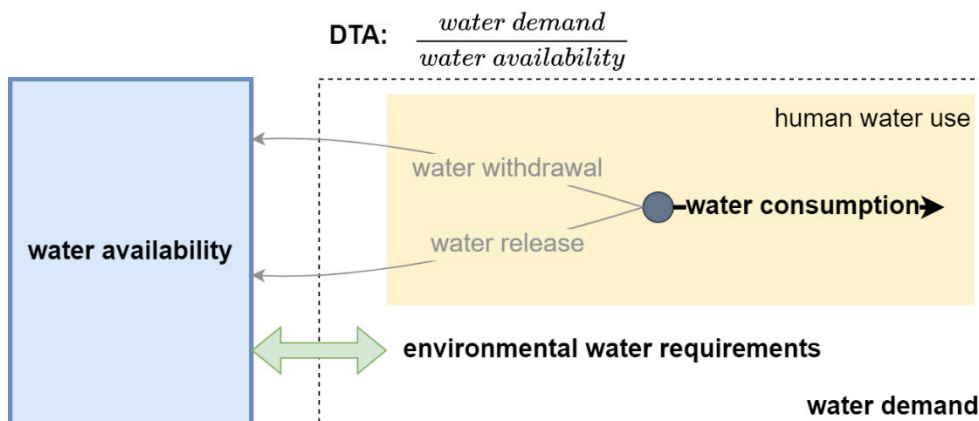 DTA: water demand / water availability
human water use
water withdrawal
water consumption
water release
water availability
environmental water requirements
water demand